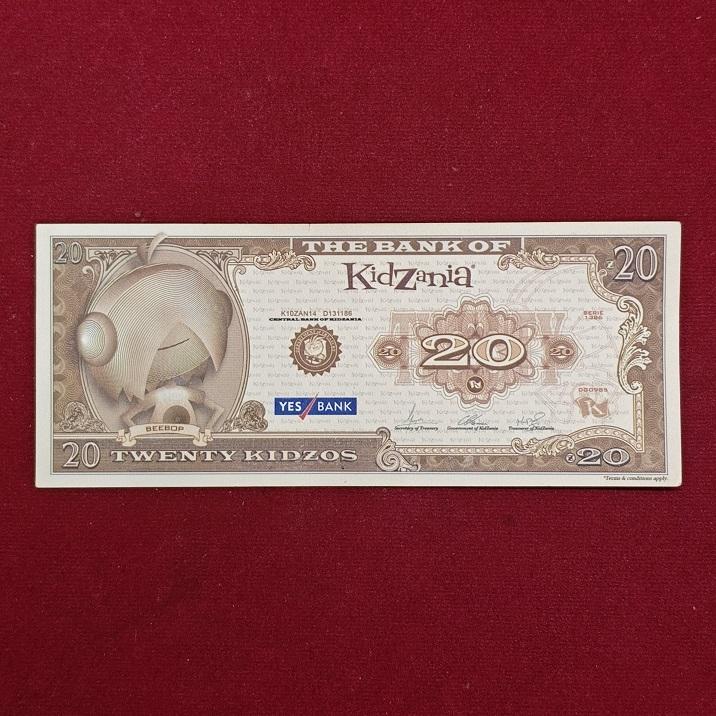 20
THE BANK OF
20
KidZania
K10ZAN14 D131186
CENTRAL BANK OF KIDZANIA
SERIE
20
20
20
YES BANK
Secretary of Treasury
Government of KidZania
Treasurer of KidZania
BEEBOP
20
TWENTY KIDZOS
20
*Terms & conditions apply.